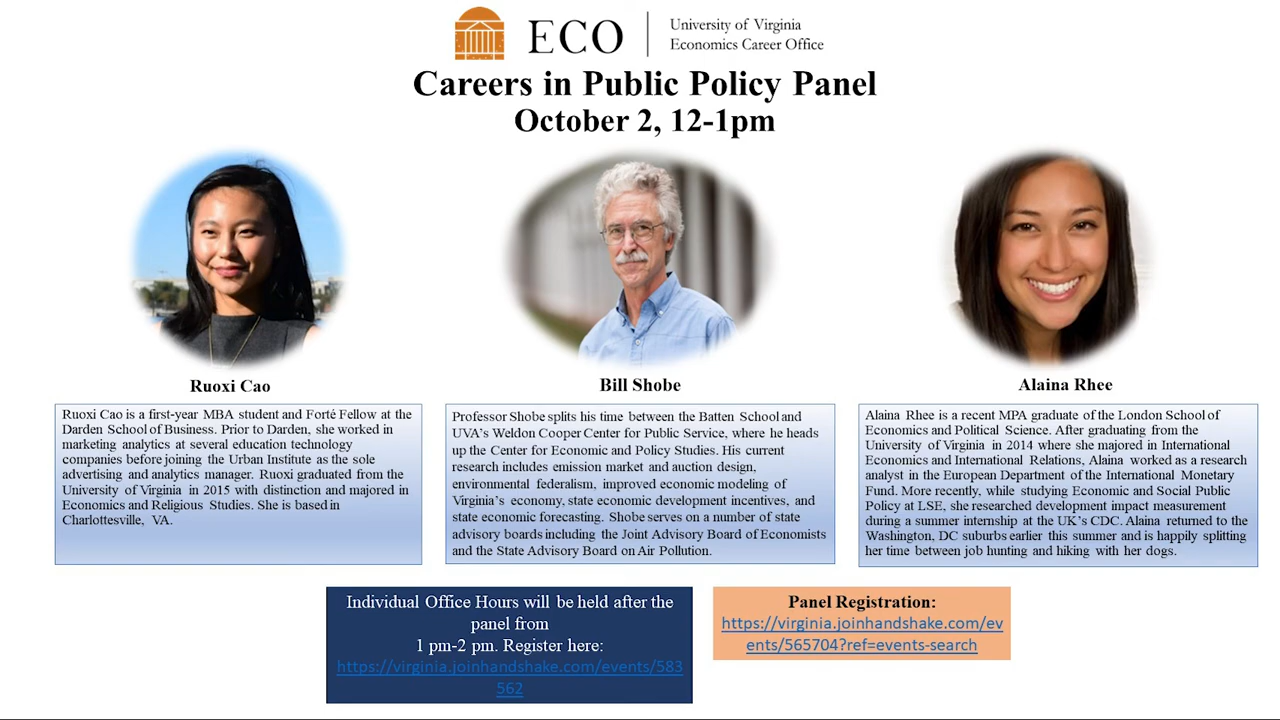 ECO
University of Virginia
Economics Career Office
Careers in Public Policy Panel
October 2, 12-1pm
Ruoxi Cao
Ruoxi Cao is a first-year MBA student and Forté Fellow at the
Darden School of Business. Prior to Darden, she worked in
marketing analytics at several education technology
companies before joining the Urban Institute as the sole
advertising and analytics manager. Ruoxi graduated from the
University of Virginia in 2015 with distinction and majored in
Economics and Religious Studies. She is based in
Charlottesville, VA.
Bill Shobe
Professor Shobe splits his time between the Batten School and
UVA's Weldon Cooper Center for Public Service, where he heads
up the Center for Economic and Policy Studies. His current
research includes emission market and auction design,
environmental federalism, improved economic modeling of
Virginia's economy, state economic development incentives, and
state economic forecasting. Shobe serves on a number of state
advisory boards including the Joint Advisory Board of Economists
and the State Advisory Board on Air Pollution.
Alaina Rhee
Alaina Rhee is a recent MPA graduate of the London School of
Economics and Political Science. After graduating from the
University of Virginia in 2014 where she majored in International
Economics and International Relations, Alaina worked as a research
analyst in the European Department of the International Monetary
Fund. More recently, while studying Economic and Social Public
Policy at LSE, she researched development impact measurement
during a summer internship at the UK's CDC. Alaina returned to the
Washington, DC suburbs earlier this summer and is happily splitting
her time between job hunting and hiking with her dogs.
Individual Office Hours will be held after the
panel from
1 pm-2 pm. Register here:
https://virginia.joinhandshake.com/events/583
562
Panel Registration:
https://virginia.joinhandshake.com/ev
ents/565704?ref=events-search